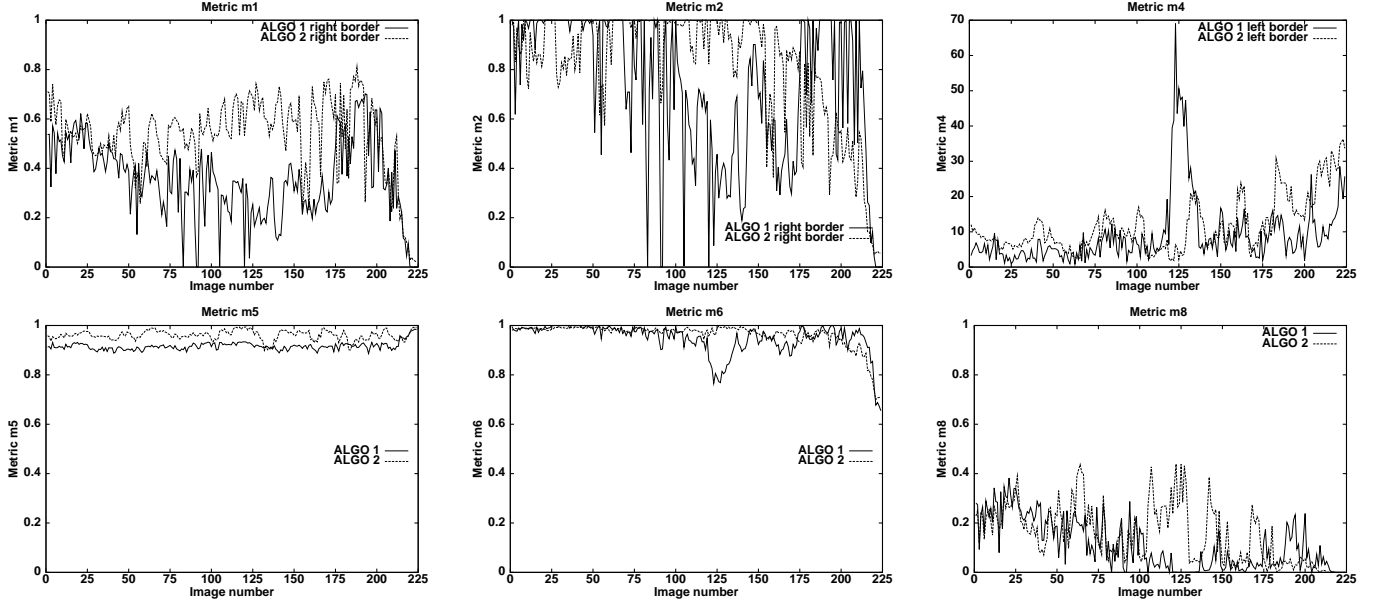 Metric m1
ALGO 1 right border
ALGO 2 right border
1
0.8
0.6
0.4
0.2
0
Metric m1
0 25 50 75 100 125 150 175 200 225
Image number
Metric m2
1
0.8
0.6
0.4
0.2
0
Metric m2
ALGO 1 right border
ALGO 2 right border
0 25 50 75 100 125 150 175 200 225
Image number
Metric m4
ALGO 1 left border
ALGO 2 left border
70
60
50
40
30
20
10
0
Metric m4
0 25 50 75 100 125 150 175 200 225
Image number
Metric m5
1
0.8
0.6
0.4
0.2
0
Metric m5
ALGO 1
ALGO 2
0 25 50 75 100 125 150 175 200 225
Image number
Metric m6
1
0.8
0.6
0.4
0.2
0
Metric m6
ALGO 1
ALGO 2
0 25 50 75 100 125 150 175 200 225
Image number
Metric m8
ALGO 1
ALGO 2
1
0.8
0.6
0.4
0.2
0
Metric m8
0 25 50 75 100 125 150 175 200 225
Image number